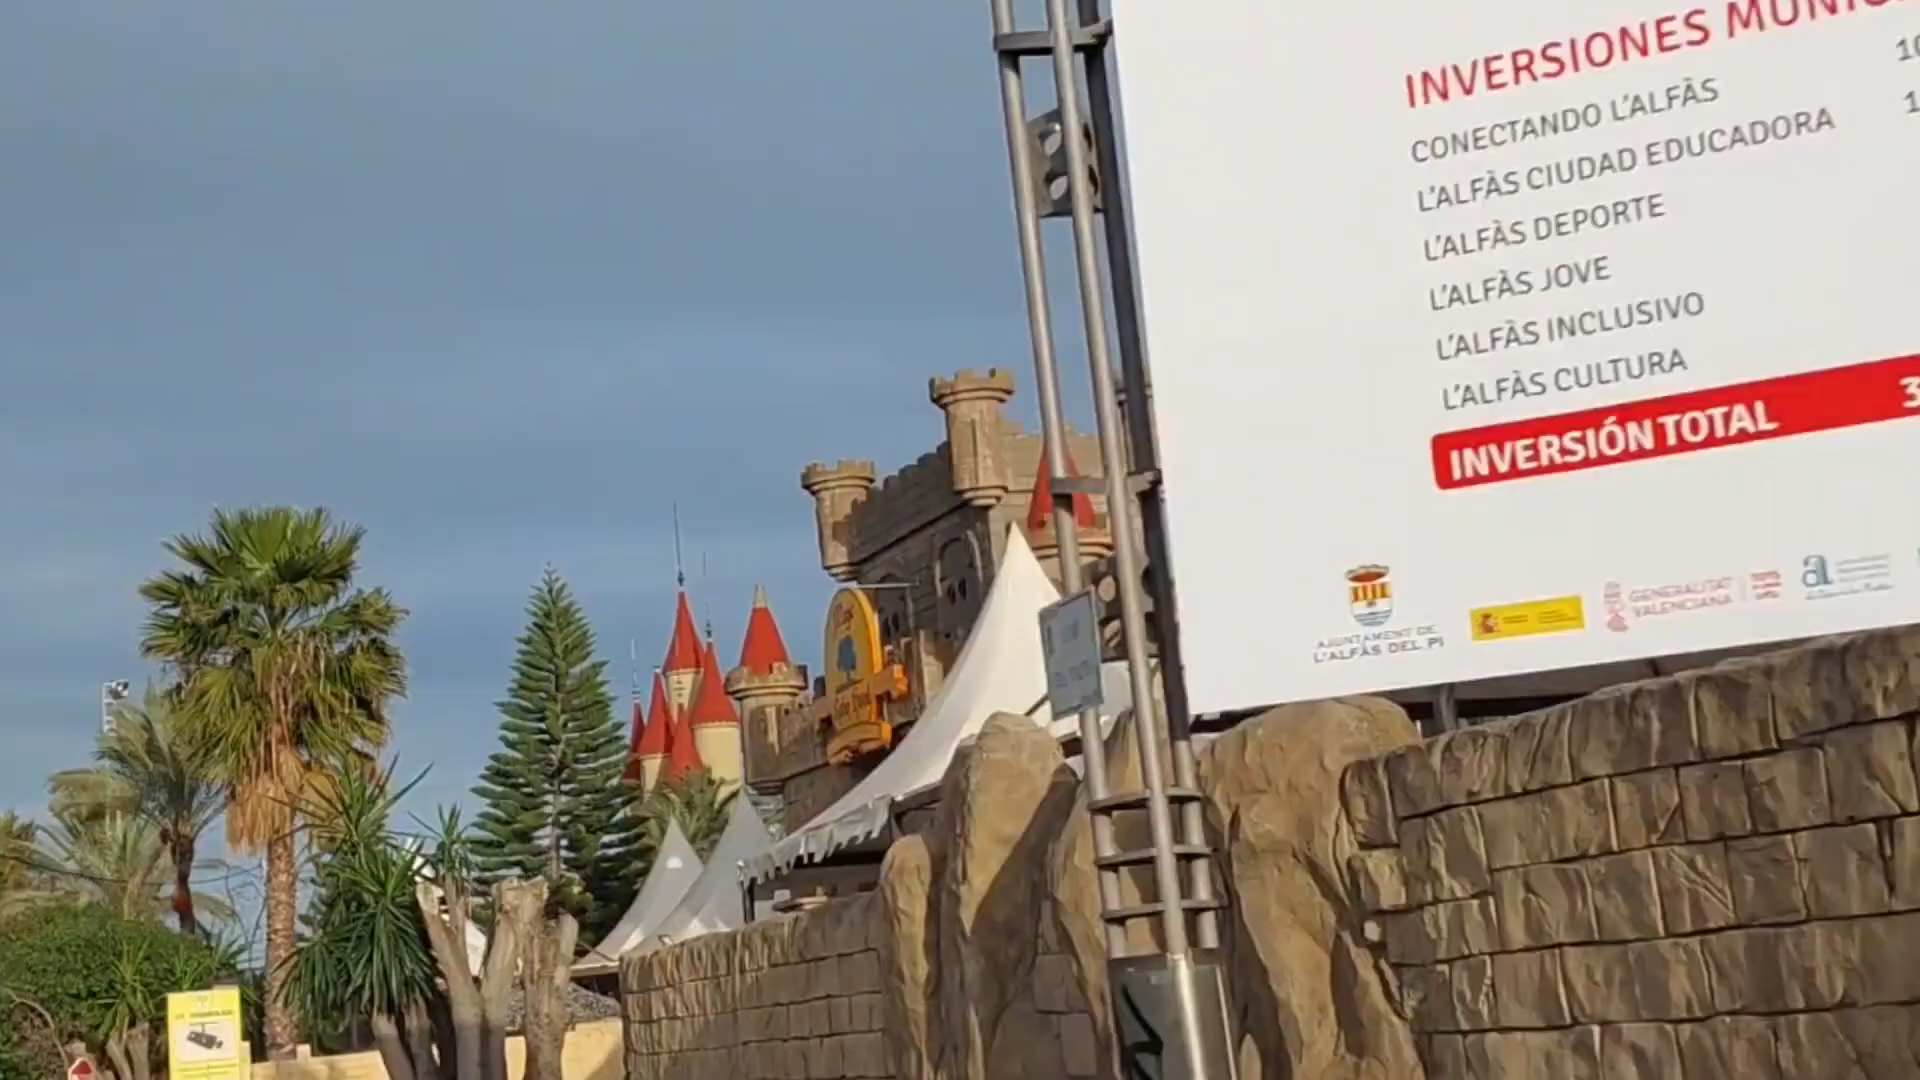 INVERSIONES
CONECTANDO L'ALFÀS
L'ALFÀS CIUDAD EDUCADORA
L'ALFÀS DEPORTE
L'ALFÀS JOVE
L'ALFÀS INCLUSIVO
L'ALFÀS CULTURA
INVERSIÓN TOTAL
AJUNTAMENT DE
L'ALFÀS DEL PI
GENERALITAT
VALENCIANA